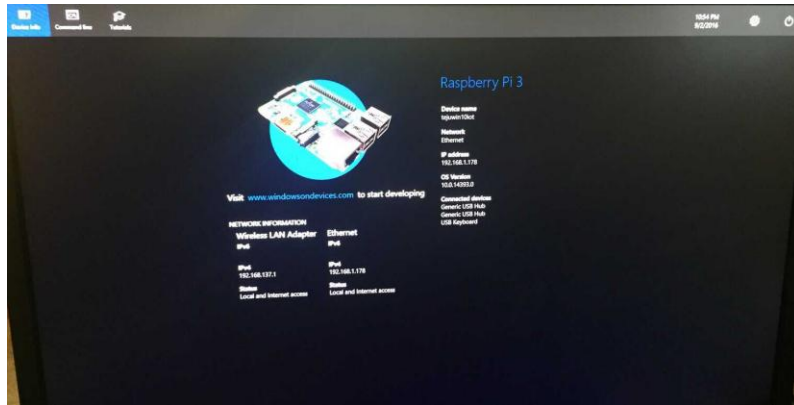 Device Info
Command line
Tutorials
10:54 PM
9/2/2016
Raspberry Pi 3
Device name
tejuwin10iot
Network
Ethernet
IP address
192.168.1.178
OS Version
10.0.14393.0
Connected devices
Generic USB Hub
Generic USB Hub
USB Keyboard
Visit www.windowsondevices.com to start developing
NETWORK INFORMATION
Wireless LAN Adapter
IPv6
IPv4
192.168.137.1
Status
Local and Internet access
Ethernet
IPv6
IPv4
192.168.1.178
Status
Local and Internet access